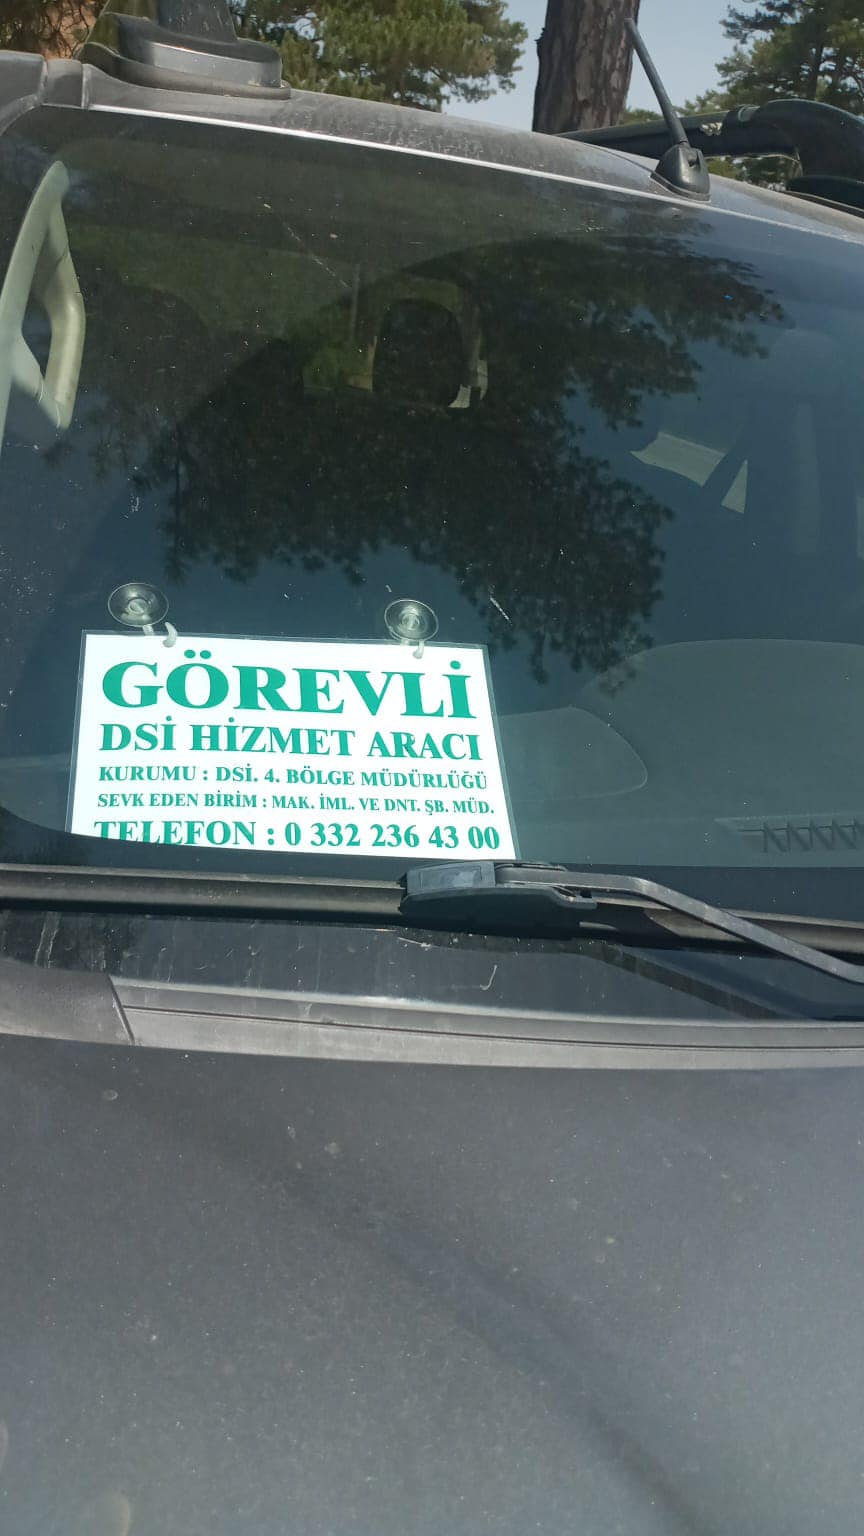 GÖREVLİ
DSİ HİZMET ARACI
KURUMU : DSİ. 4. BÖLGE MÜDÜRLÜĞÜ
SEVK EDEN BİRİM : MAK. İML. VE DNT. ŞB. MÜD.
TELEFON : 0 332 236 43 00